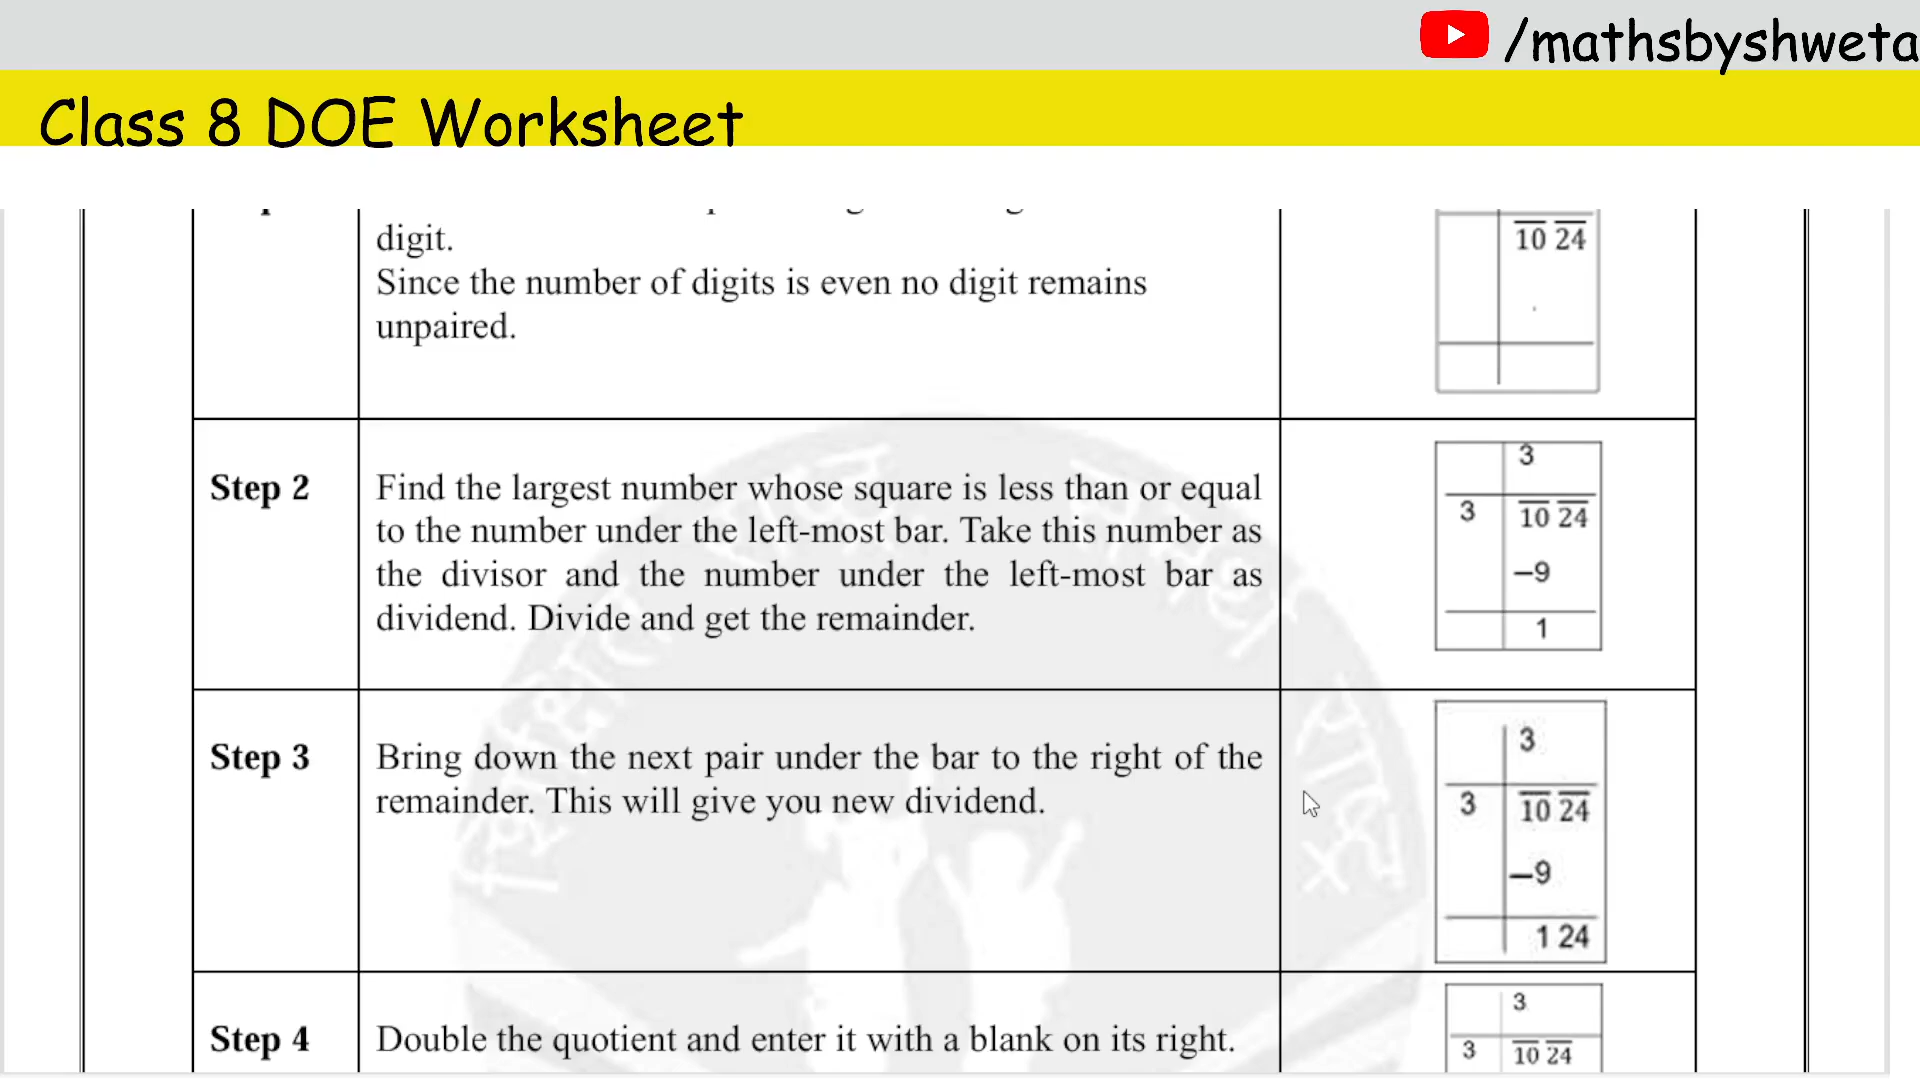 /mathsbyshweta
Class 8 DOE Worksheet
digit.
Since the number of digits is even no digit remains
unpaired.
10 24
Step 2
Find the largest number whose square is less than or equal
to the number under the left-most bar. Take this number as
the divisor and the number under the left-most bar as
dividend. Divide and get the remainder.
3
3 10 24
–9
1
Step 3
Bring down the next pair under the bar to the right of the
remainder. This will give you new dividend.
3
3 10 24
–9
1 24
Step 4
Double the quotient and enter it with a blank on its right.
3
3 10 24